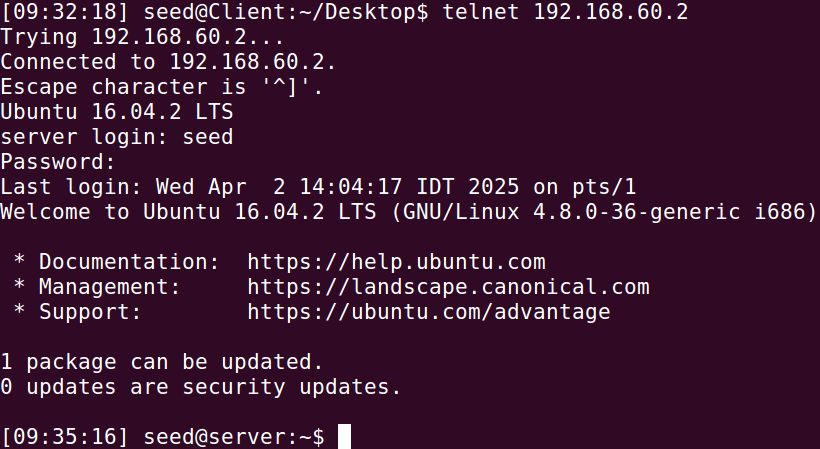 [09:32:18] seed@Client:~/Desktop$ telnet 192.168.60.2
Trying 192.168.60.2...
Connected to 192.168.60.2.
Escape character is '^]'.
Ubuntu 16.04.2 LTS
server login: seed
Password:
Last login: Wed Apr  2 14:04:17 IDT 2025 on pts/1
Welcome to Ubuntu 16.04.2 LTS (GNU/Linux 4.8.0-36-generic i686)

 * Documentation:  https://help.ubuntu.com
 * Management:     https://landscape.canonical.com
 * Support:        https://ubuntu.com/advantage

1 package can be updated.
0 updates are security updates.

[09:35:16] seed@server:~$